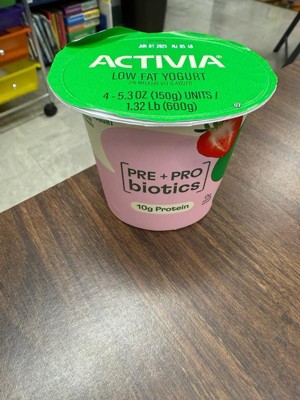 ACTIVIA
LOW FAT YOGURT
4 - 5.3 OZ (150g) UNITS /
1.32 Lb (600g)
PRE + PRO
biotics
10g Protein